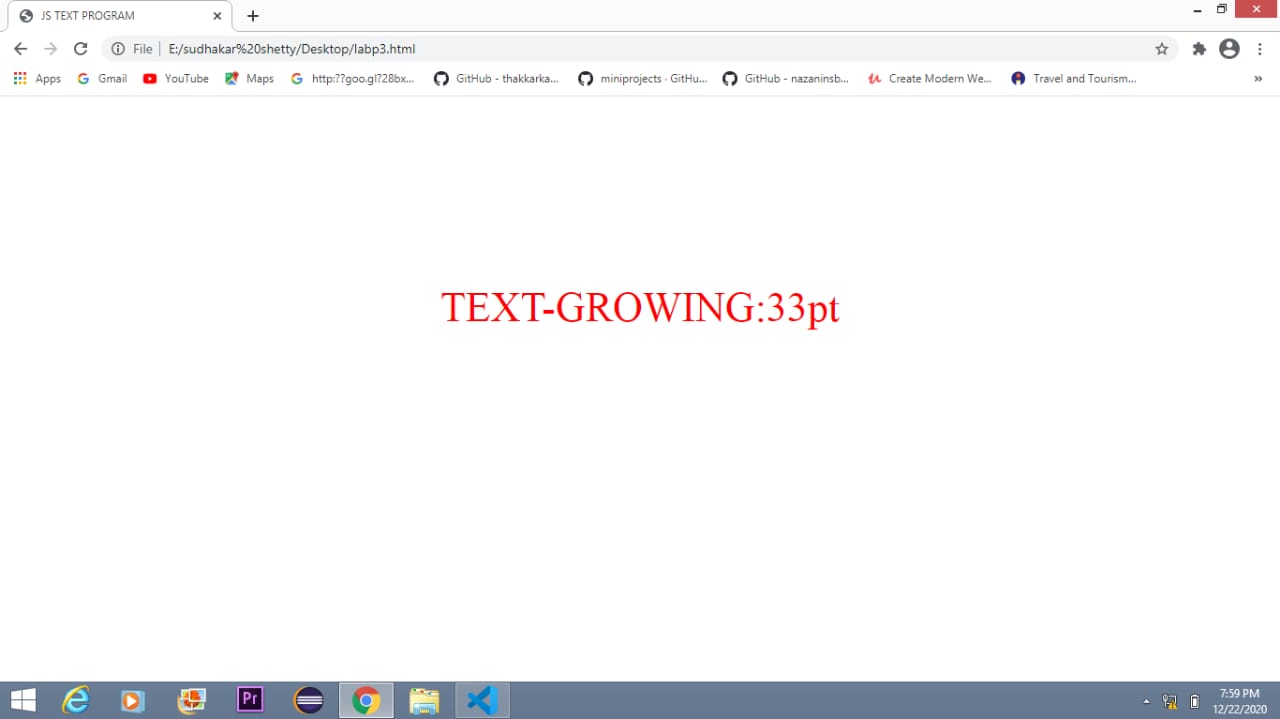 JS TEXT PROGRAM
File E:/sudhakar%20shetty/Desktop/labp3.html
Apps Gmail YouTube Maps http:??goo.gl?28bx... GitHub - thakkarka... miniprojects · GitHu... GitHub - nazaninsb... Create Modern We... Travel and Tourism... »
TEXT-GROWING:33pt
Pr
7:59 PM
12/22/2020